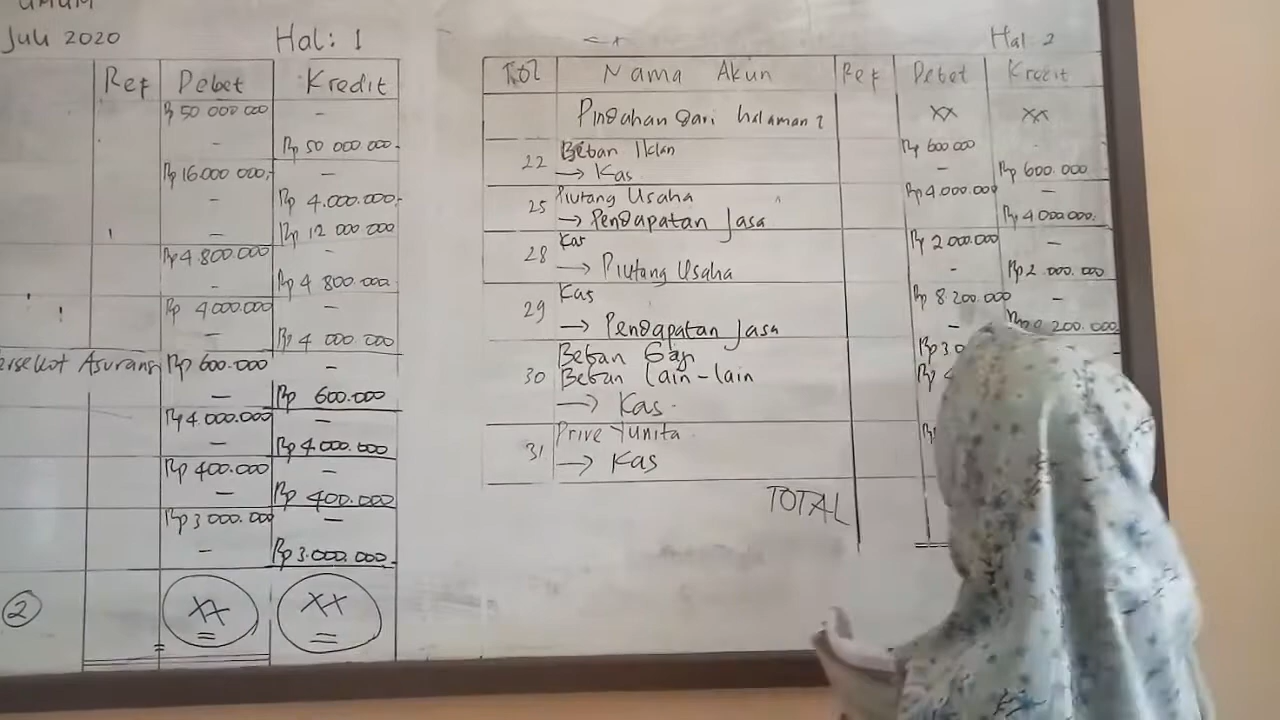 UMUM
Juli 2020
Hal: 1
Ref Debet Kredit
Rp 50 000 000 -
- Rp 50 000 000.
Rp 16 000 000,- -
- Rp 4.000.000,-
- Rp 12 000 000
Rp 4.800.000 -
- Rp 4 800.000
Rp 4 000.000 -
- Rp 4 000.000
Asuransi Rp 600.000 -
- Rp 600.000
Rp 4 000.000 -
- Rp 4.000.000
Rp 400.000 -
- Rp 400.000
Rp 3 000.000 -
- Rp 3.000.000
2 XX XX
Hal: 2
Nama Akun Ref Debet Kredit
Pindahan dari halaman XX XX
22 Beban Iklan Rp 600 000
→ Kas. - Rp 600.000
25 Piutang Usaha Rp 4.000.000 -
→ Pendapatan Jasa Rp 4 000.000.
28 Kas Rp 2 000.000 -
→ Piutang Usaha - Rp 2.000.000
29 Kas Rp 8.200.000 -
→ Pendapatan Jasa - 200.000
Beban Gaji
30 Beban lain-lain
→ Kas.
31 Prive Yunita
→ Kas
TOTAL